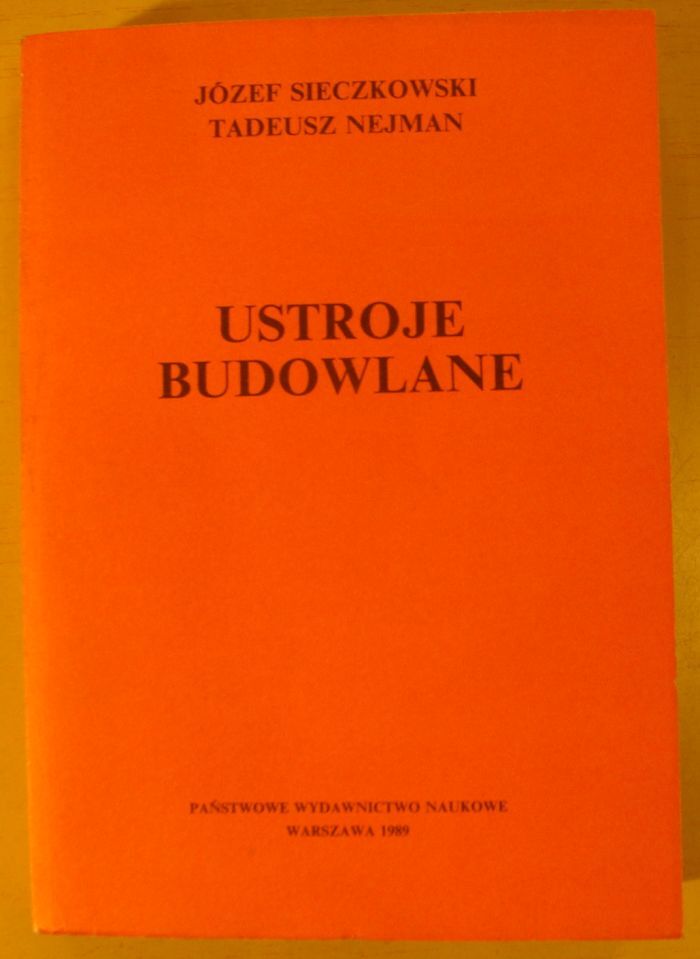 JÓZEF SIECZKOWSKI
TADEUSZ NEJMAN
USTROJE
BUDOWLANE
PAŃSTWOWE WYDAWNICTWO NAUKOWE
WARSZAWA 1989